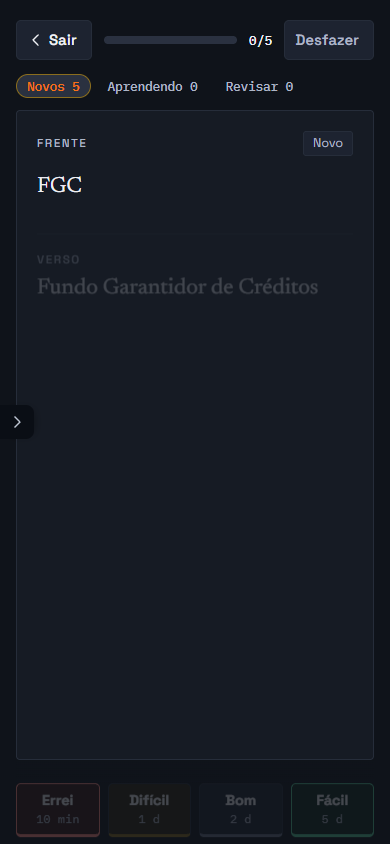 Sair
0/5
Desfazer
Novos 5
Aprendendo 0
Revisar 0
FRENTE
Novo
FGC
VERSO
Fundo Garantidor de Créditos
Errei
10 min
Difícil
1 d
Bom
2 d
Fácil
5 d